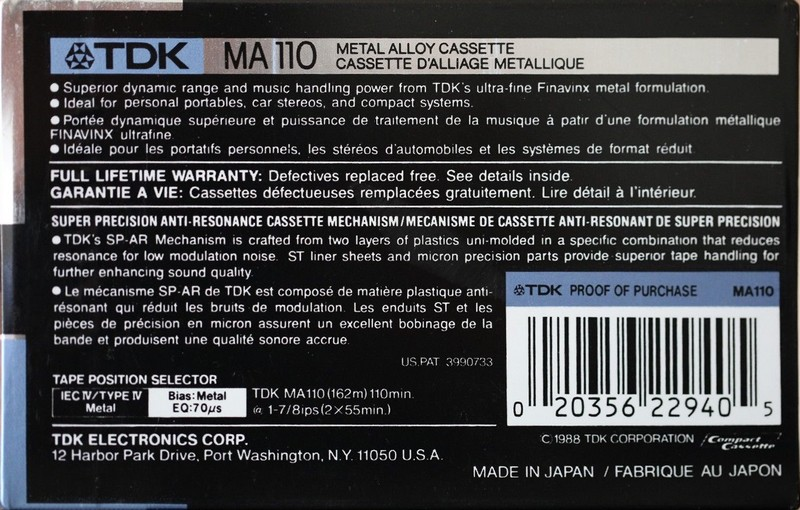 TDK MA 110 METAL ALLOY CASSETTE
CASSETTE D'ALLIAGE METALLIQUE
● Superior dynamic range and music handling power from TDK's ultra-fine Finavinx metal formulation.
● Ideal for personal portables, car stereos, and compact systems.
● Portée dynamique supérieure et puissance de traitement de la musique à patir d'une formulation métallique
FINAVINX ultrafine.
● Idéale pour les portatifs personnels, les stéréos d'automobiles et les systèmes de format réduit.
FULL LIFETIME WARRANTY: Defectives replaced free. See details inside.
GARANTIE A VIE: Cassettes défectueuses remplacées gratuitement. Lire détail à l'intérieur.
SUPER PRECISION ANTI-RESONANCE CASSETTE MECHANISM/MECANISME DE CASSETTE ANTI-RESONANT DE SUPER PRECISION
● TDK's SP-AR Mechanism is crafted from two layers of plastics uni-molded in a specific combination that reduces
resonance for low modulation noise. ST liner sheets and micron precision parts provide superior tape handling for
further enhancing sound quality.
● Le mécanisme SP-AR de TDK est composé de matière plastique anti-
résonant qui réduit les bruits de modulation. Les enduits ST et les
pièces de précision en micron assurent un excellent bobinage de la
bande et produisent une qualité sonore accrue.
US.PAT 3990733
TAPE POSITION SELECTOR
IEC IV/TYPE IV
Metal
Bias: Metal
EQ: 70µs
TDK MA110 (162m) 110min.
@ 1-7/8ips (2×55min.)
TDK ELECTRONICS CORP.
12 Harbor Park Drive, Port Washington, N.Y. 11050 U.S.A.
TDK PROOF OF PURCHASE MA110
0 20356 22940 5
© 1988 TDK CORPORATION Compact Cassette
MADE IN JAPAN / FABRIQUE AU JAPON